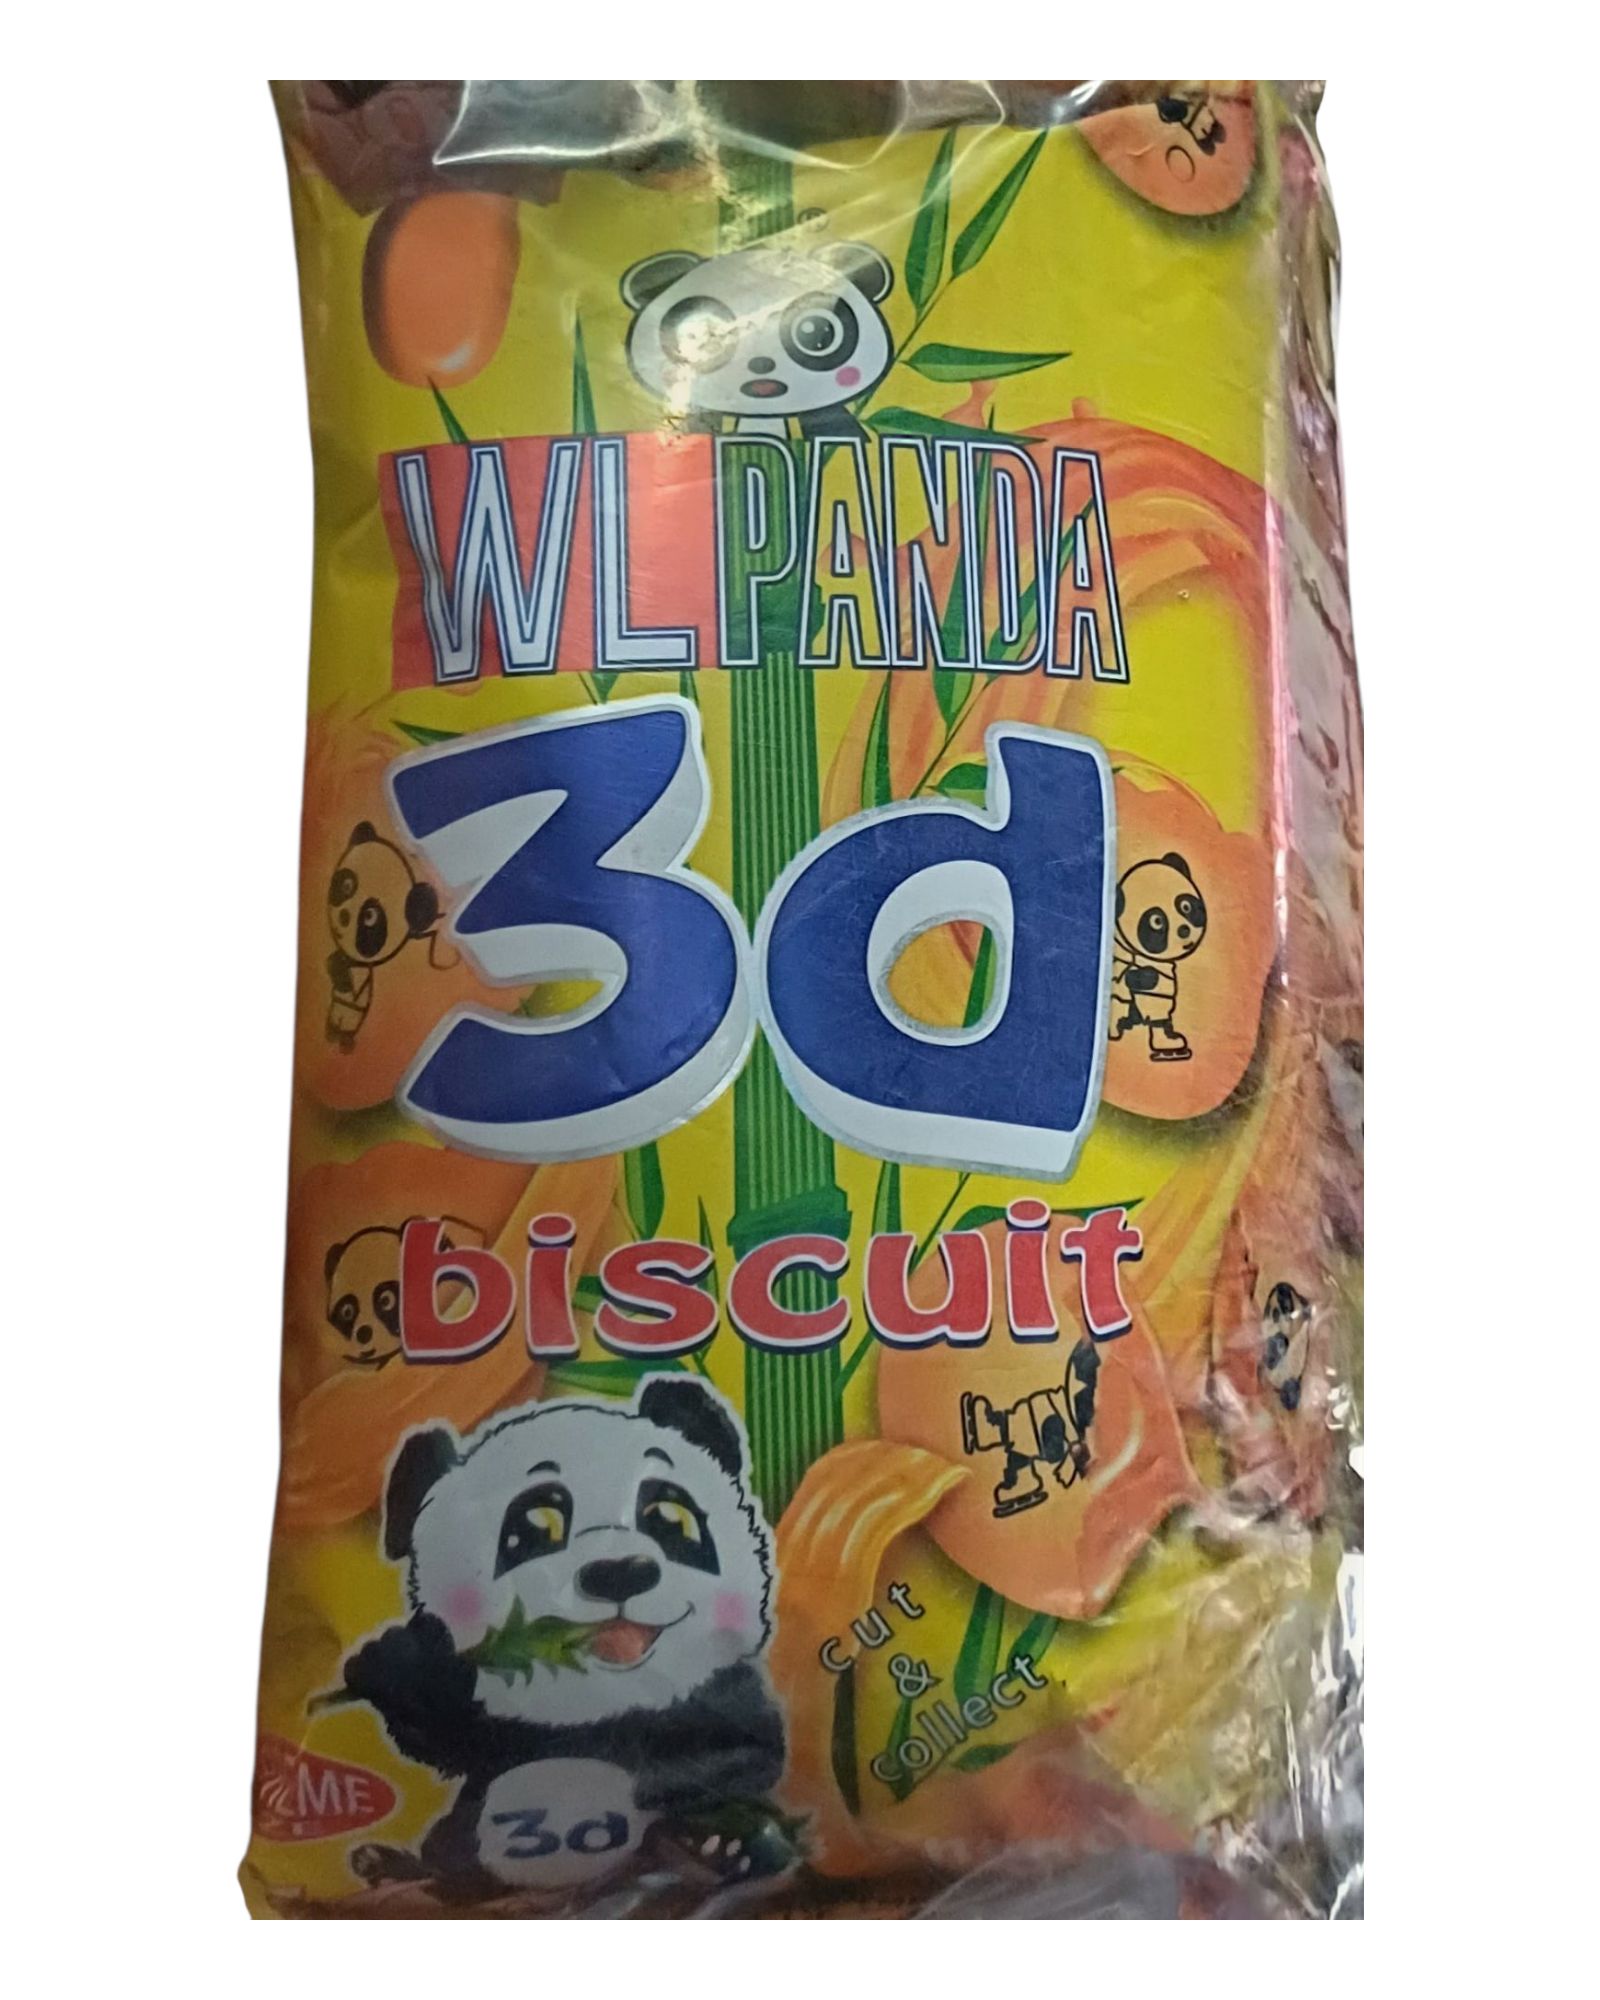 ®
WL PANDA
3d
biscuit
cut
&
collect
3d